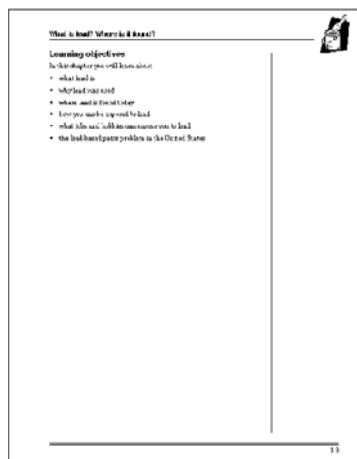 What is lead? Where is it found?
Learning objectives
In this chapter you will learn about:
• what lead is
• why lead was used
• where lead is found today
• how you can be exposed to lead
• what jobs and hobbies can expose you to lead
• the lead-based paint problem in the United States